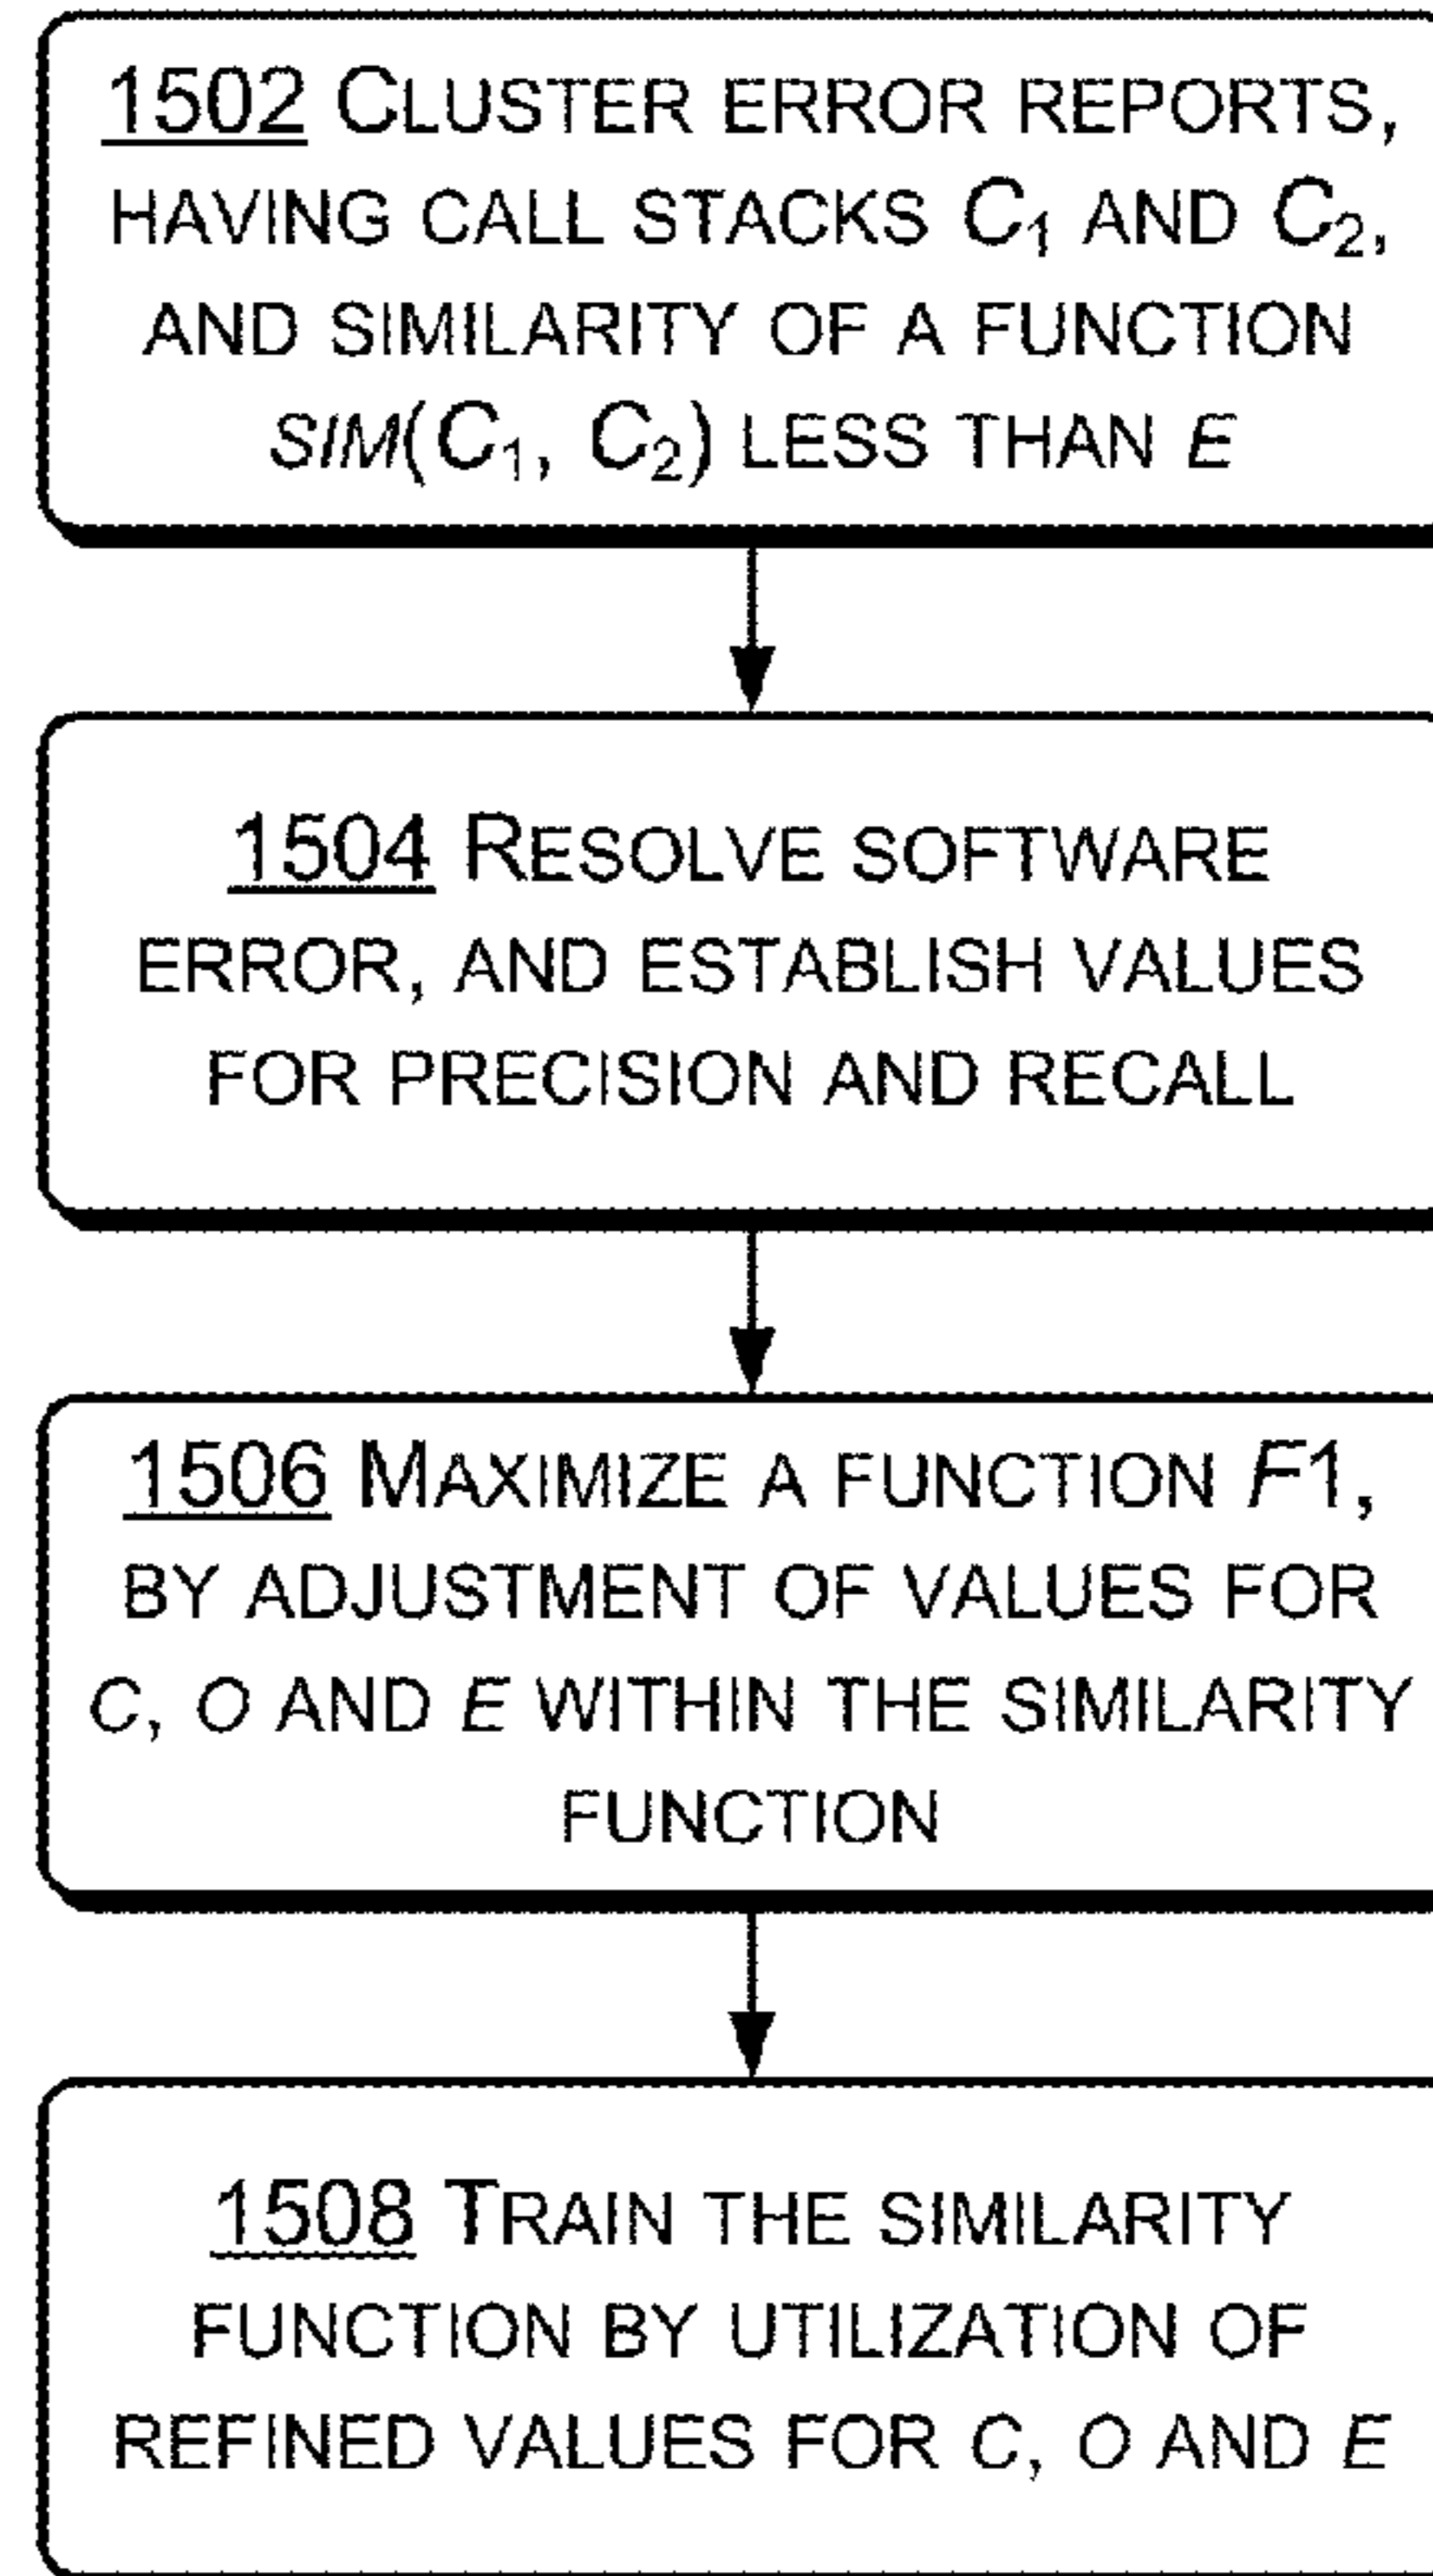 1502 CLUSTER ERROR REPORTS,
HAVING CALL STACKS C₁ AND C₂,
AND SIMILARITY OF A FUNCTION
SIM(C₁, C₂) LESS THAN E
1504 RESOLVE SOFTWARE
ERROR, AND ESTABLISH VALUES
FOR PRECISION AND RECALL
1506 MAXIMIZE A FUNCTION F1,
BY ADJUSTMENT OF VALUES FOR
C, O AND E WITHIN THE SIMILARITY
FUNCTION
1508 TRAIN THE SIMILARITY
FUNCTION BY UTILIZATION OF
REFINED VALUES FOR C, O AND E